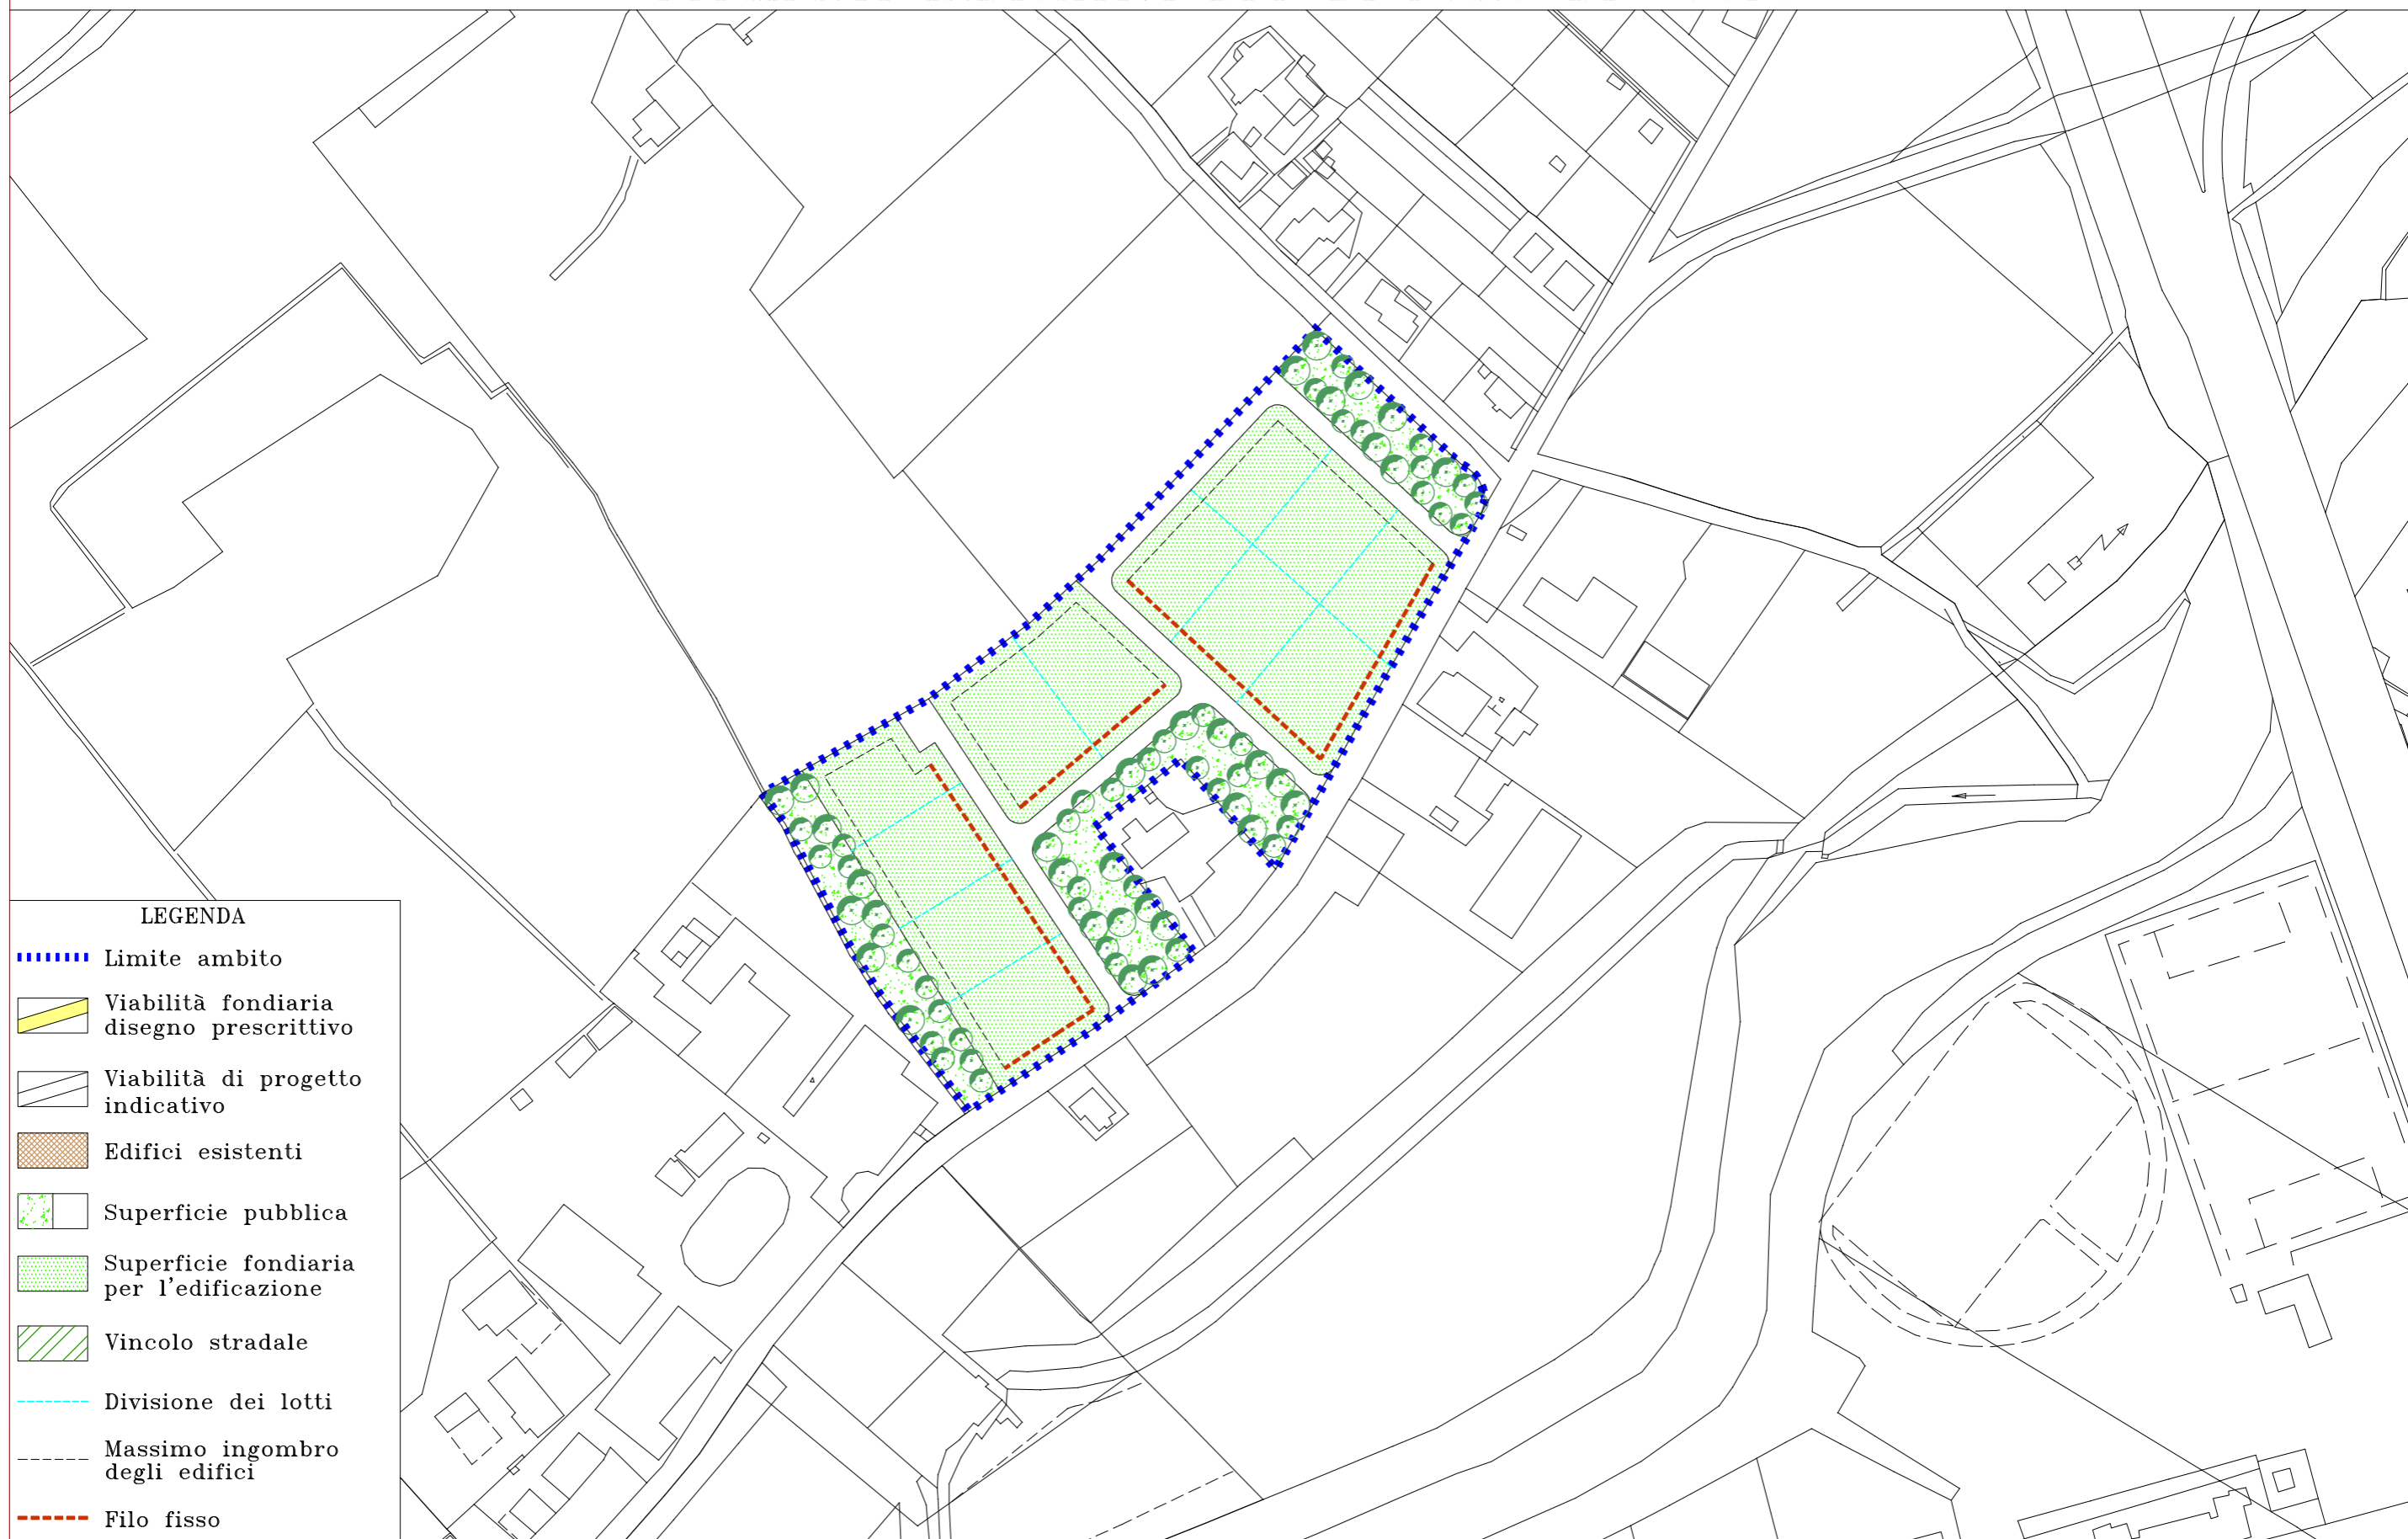 LEGENDA
Limite ambito
Viabilità fondiaria
disegno prescrittivo
Viabilità di progetto
indicativo
Edifici esistenti
Superficie pubblica
Superficie fondiaria
per l'edificazione
Vincolo stradale
Divisione dei lotti
Massimo ingombro
degli edifici
Filo fisso